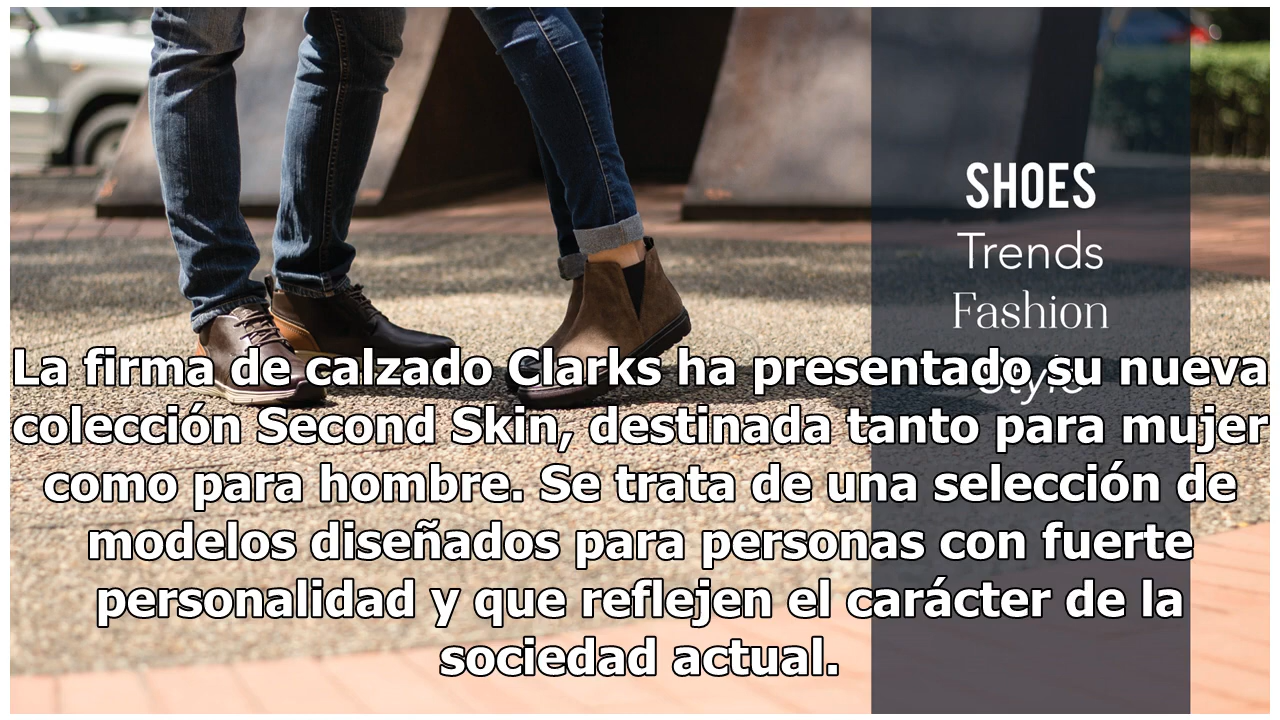 SHOES
Trends
Fashion
Style
La firma de calzado Clarks ha presentado su nueva
colección Second Skin, destinada tanto para mujer
como para hombre. Se trata de una selección de
modelos diseñados para personas con fuerte
personalidad y que reflejen el carácter de la
sociedad actual.